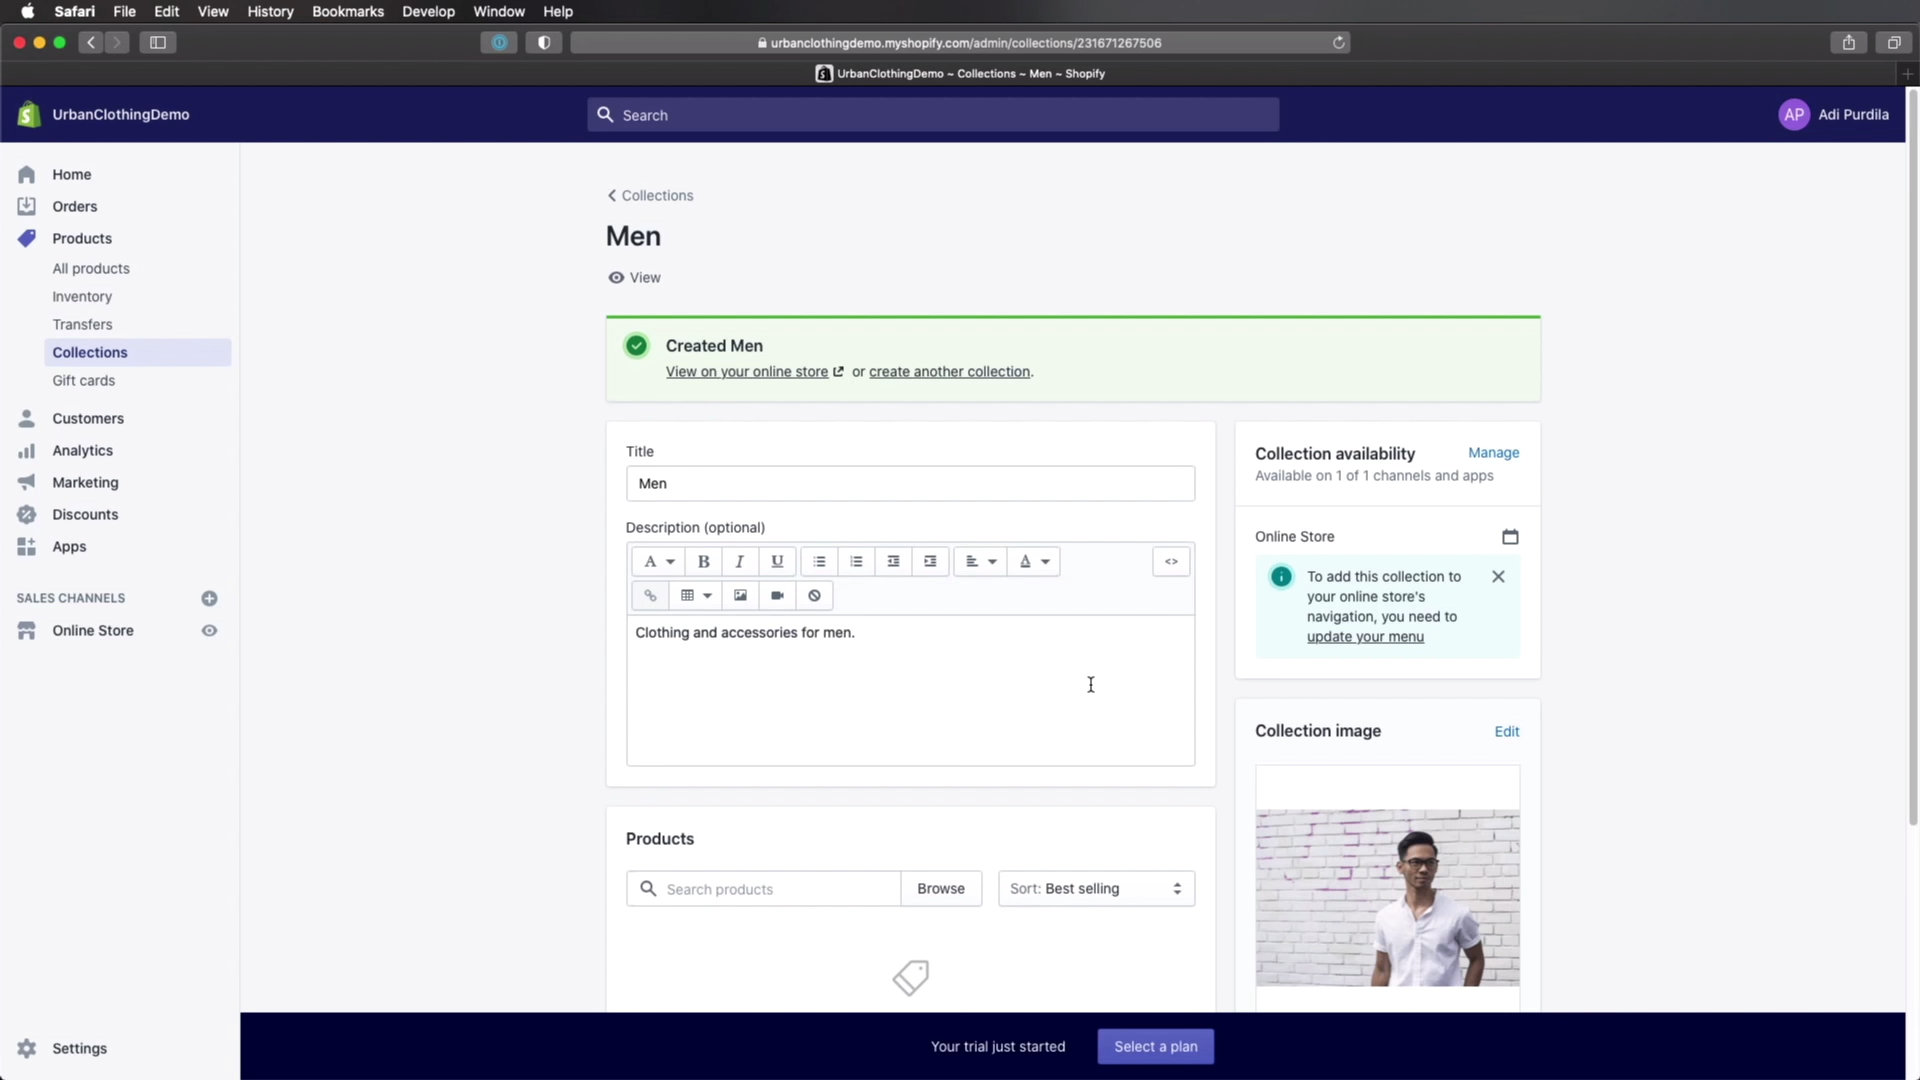 Safari File Edit View History Bookmarks Develop Window Help
urbanclothingdemo.myshopify.com/admin/collections/231671267506
UrbanClothingDemo ~ Collections ~ Men ~ Shopify
UrbanClothingDemo
Search
AP Adi Purdila
Home
Orders
Products
All products
Inventory
Transfers
Collections
Gift cards
Customers
Analytics
Marketing
Discounts
Apps
SALES CHANNELS
Online Store
Settings
Collections
Men
View
Created Men
View on your online store or create another collection.
Title
Men
Description (optional)
A B I U A <>
Clothing and accessories for men.
Products
Search products Browse Sort: Best selling
Collection availability Manage
Available on 1 of 1 channels and apps
Online Store
To add this collection to
your online store's
navigation, you need to
update your menu
Collection image Edit
Your trial just started Select a plan